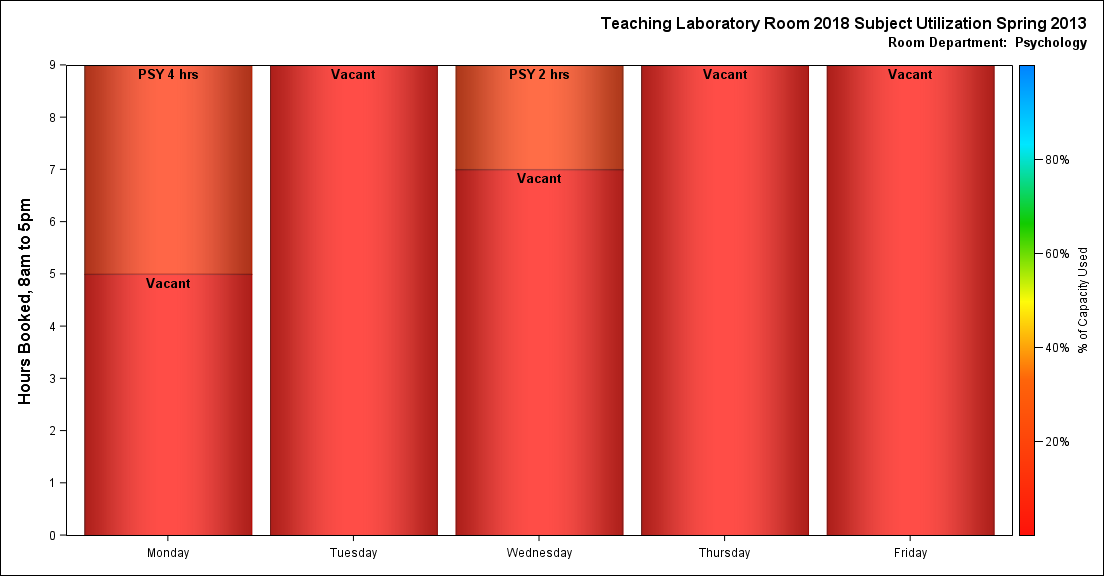 Teaching Laboratory Room 2018 Subject Utilization Spring 2013
Room Department:  Psychology
Hours Booked, 8am to 5pm
9
8
7
6
5
4
3
2
1
0
PSY 4 hrs
Vacant
Vacant
PSY 2 hrs
Vacant
Vacant
Vacant
Monday
Tuesday
Wednesday
Thursday
Friday
80%
60%
40%
20%
% of Capacity Used